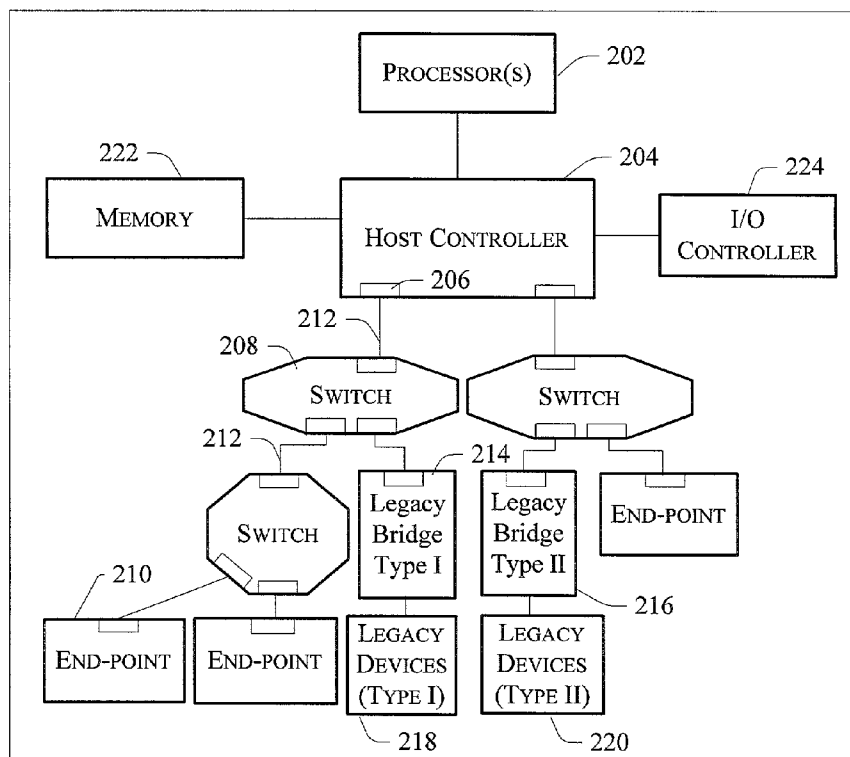 PROCESSOR(S)
202
222
204
224
MEMORY
HOST CONTROLLER
I/O
CONTROLLER
206
212
208
SWITCH
SWITCH
212
214
SWITCH
Legacy
Bridge
Type I
Legacy
Bridge
Type II
END-POINT
210
216
END-POINT
END-POINT
LEGACY
DEVICES
(TYPE I)
LEGACY
DEVICES
(TYPE II)
218
220